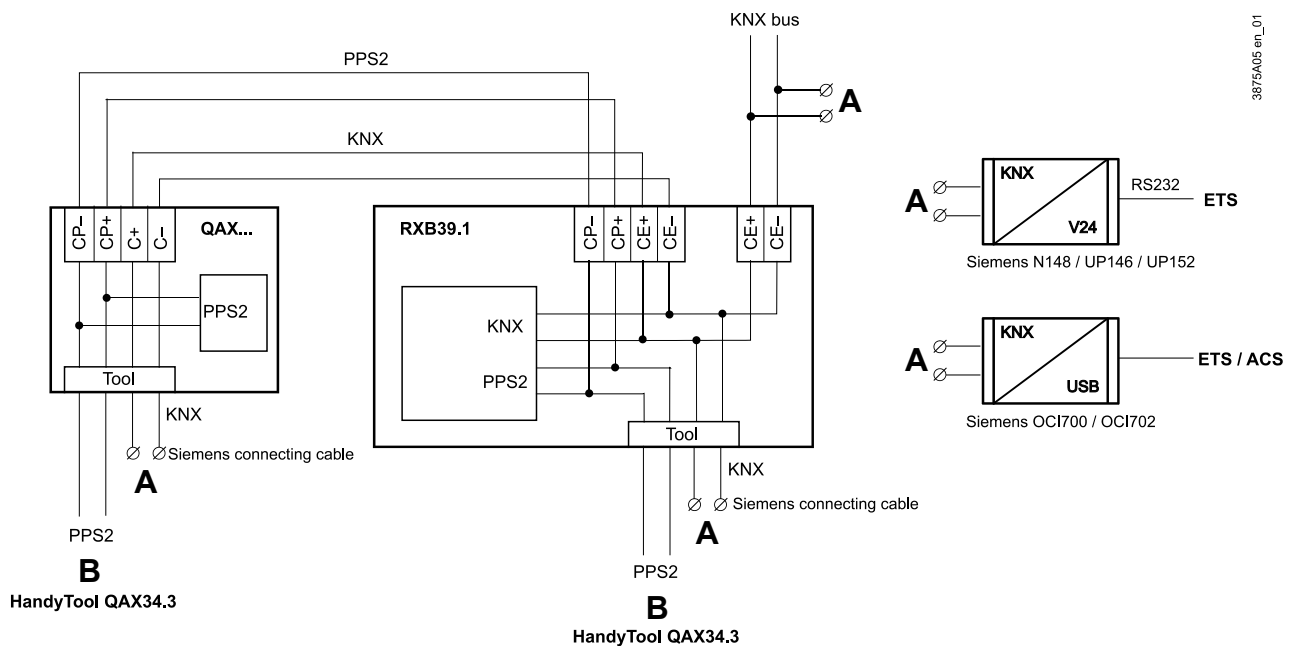 KNX bus
3875A05 en_01
PPS2
A
KNX
CP– CP+ C+ C–
QAX...
PPS2
Tool
KNX
Siemens connecting cable
A
PPS2
B
HandyTool QAX34.3
RXB39.1
CP– CP+ CE+ CE–
CE+ CE–
KNX
PPS2
Tool
KNX
Siemens connecting cable
A
PPS2
B
HandyTool QAX34.3
A
KNX
V24
RS232
ETS
Siemens N148 / UP146 / UP152
A
KNX
USB
ETS / ACS
Siemens OCI700 / OCI702